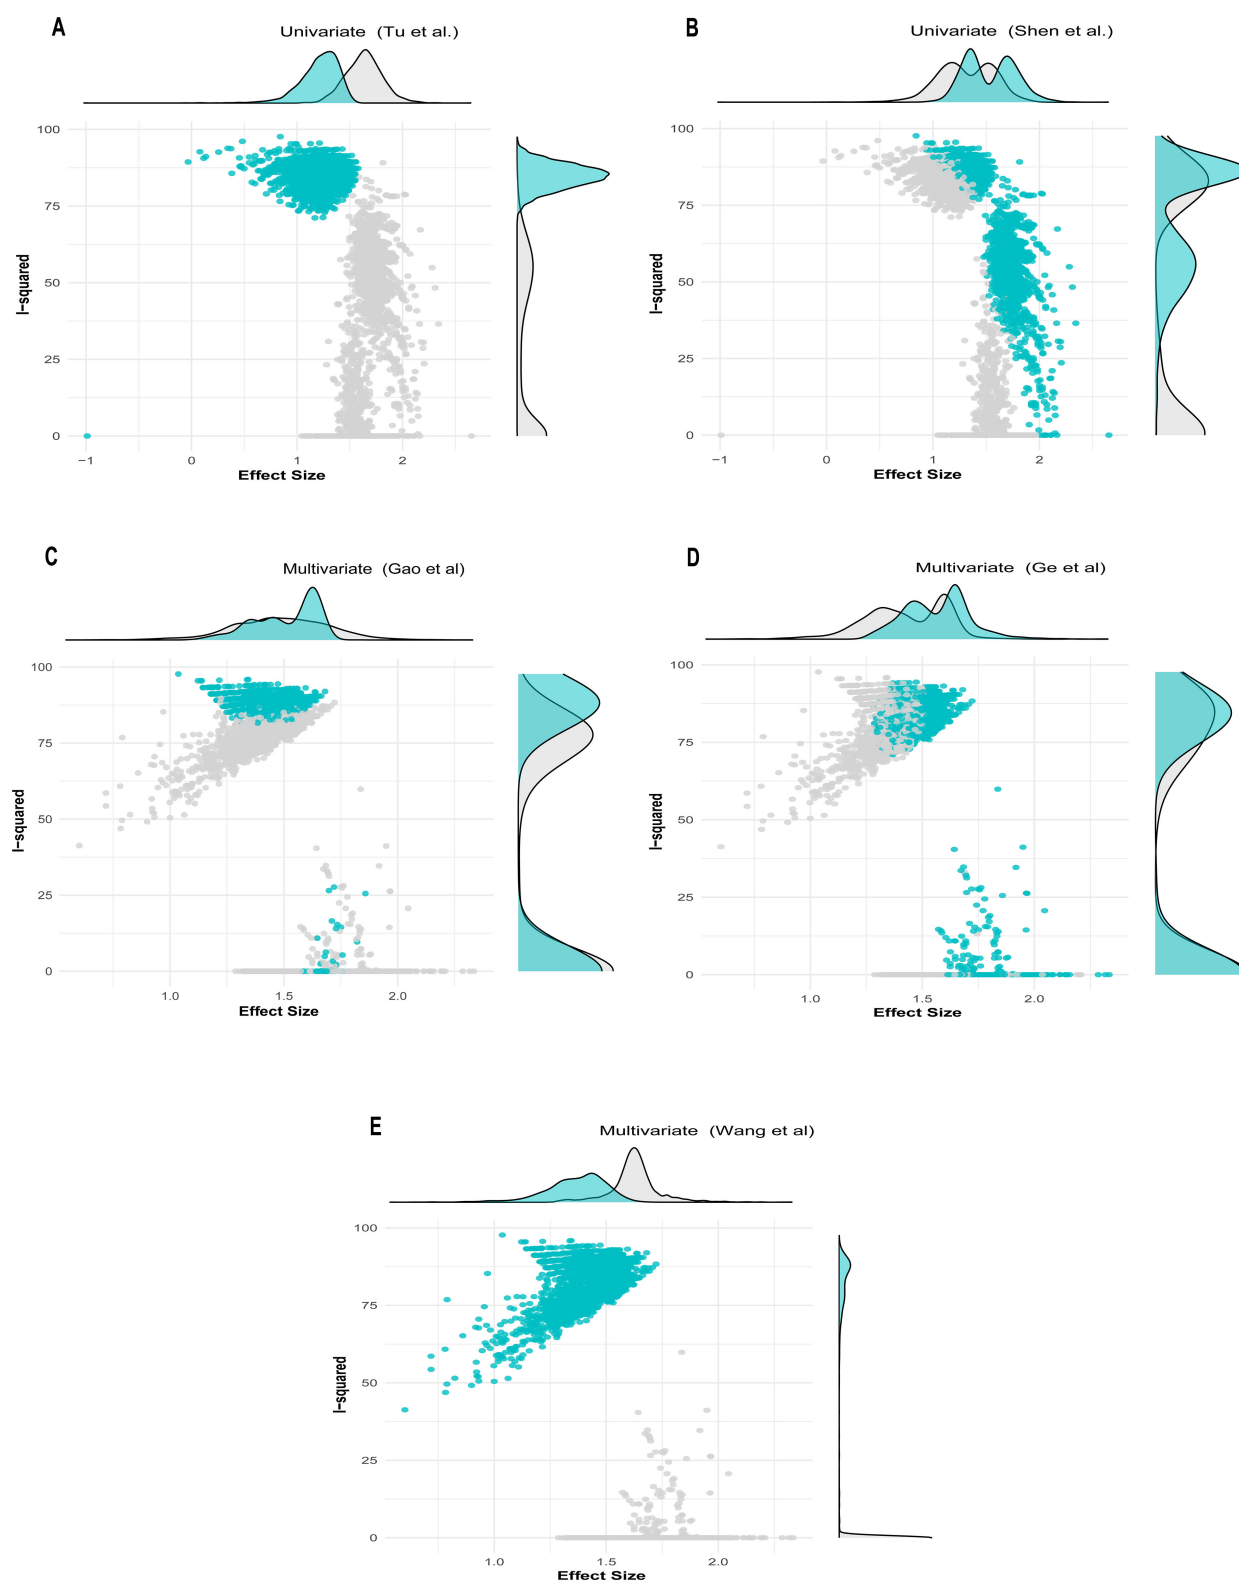 A
Univariate (Tu et al.)
100
75
50
25
0
I-squared
−1
0
1
2
Effect Size
B
Univariate (Shen et al.)
100
75
50
25
0
I-squared
−1
0
1
2
Effect Size
C
Multivariate (Gao et al)
100
75
50
25
0
I-squared
1.0
1.5
2.0
Effect Size
D
Multivariate (Ge et al)
100
75
50
25
0
I-squared
1.0
1.5
2.0
Effect Size
E
Multivariate (Wang et al)
100
75
50
25
0
I-squared
1.0
1.5
2.0
Effect Size